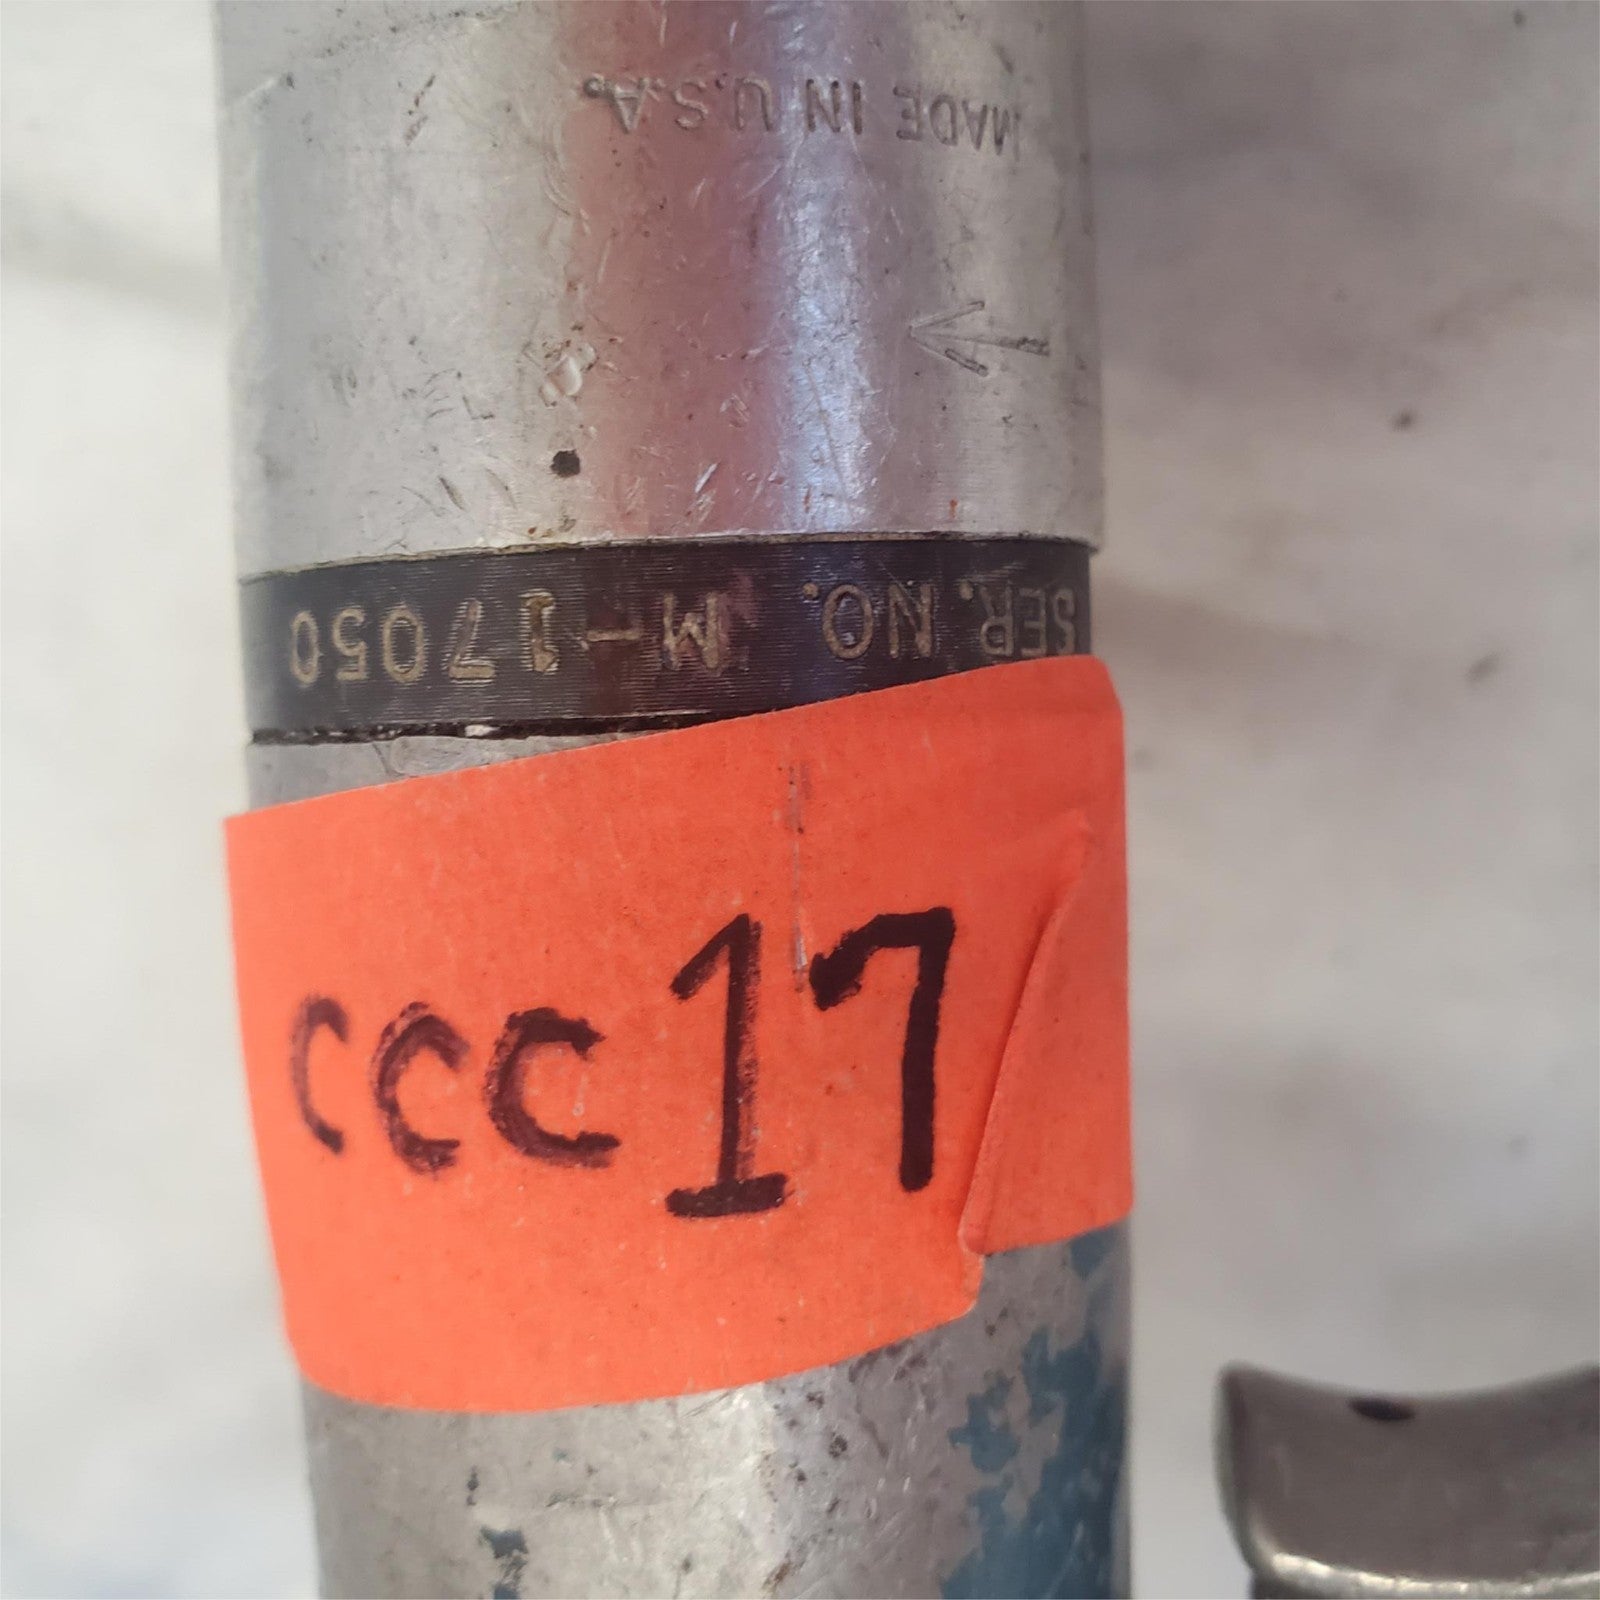 MADE IN U.S.A.
SER. NO. M-17050
ccc17